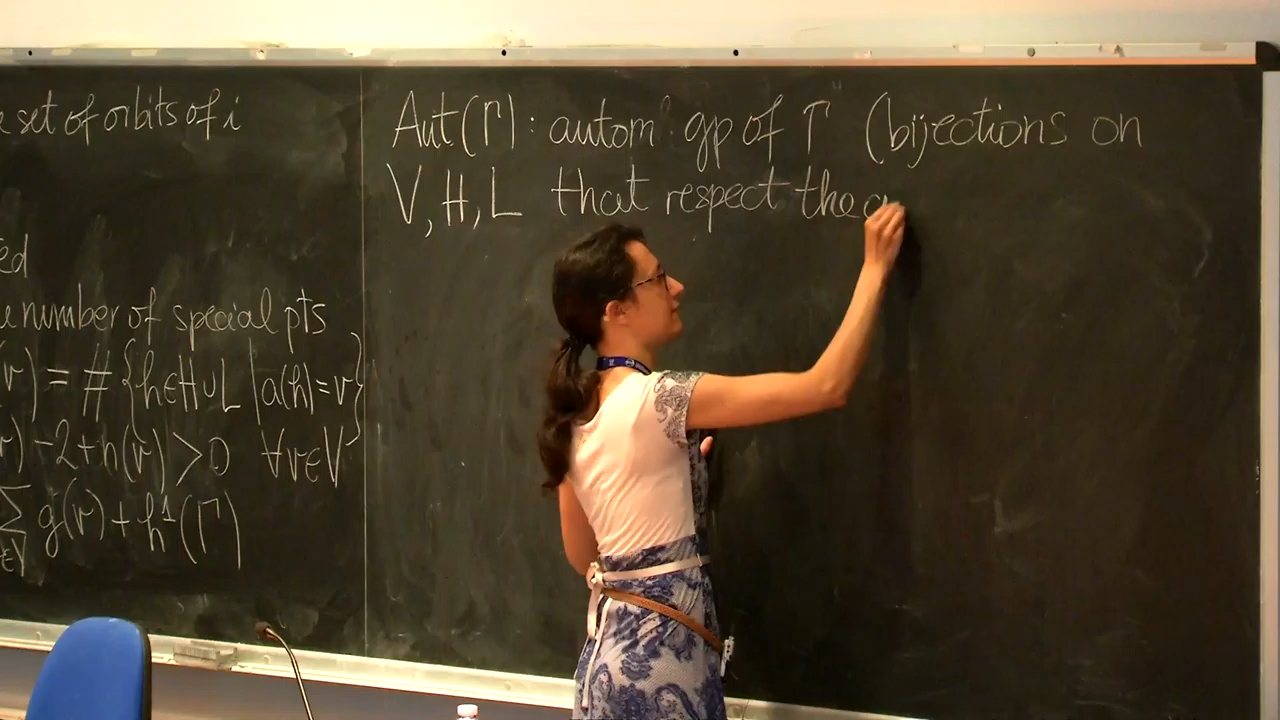 set of orbits of i
ed
number of special pts
(v) = # {h∈H∪L | a(h)=v}
(v) -2+n(v) >0 ∀v∈V
∑ g(v) + h¹(Γ)
v∈V
Aut(Γ) : autom. gp of Γ (bijections on
V, H, L that respect the